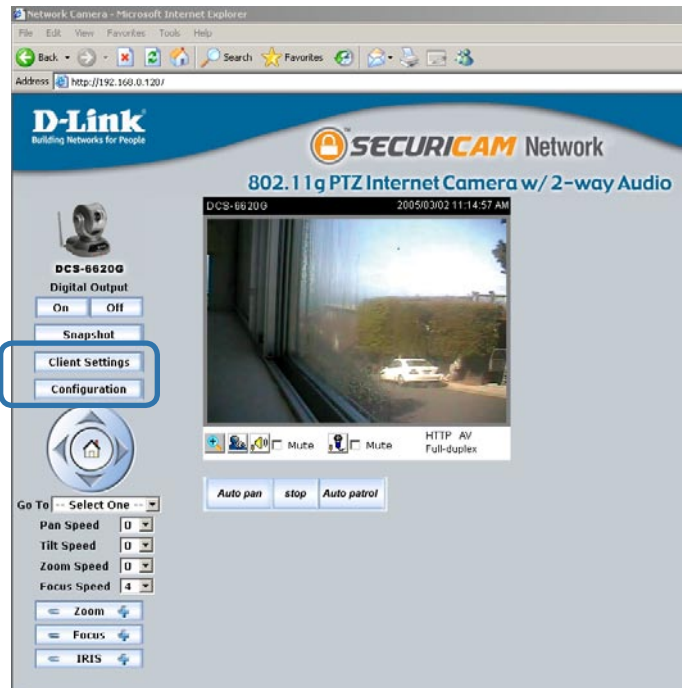 Network Camera - Microsoft Internet Explorer
File Edit View Favorites Tools Help
Back Search Favorites
Address http://192.168.0.120/
D-Link
Building Networks for People
SECURICAM Network
802.11g PTZ Internet Camera w/ 2-way Audio
DCS-6620G 2005/03/02 11:14:57 AM
DCS-6620G
Digital Output
On Off
Snapshot
Client Settings
Configuration
Mute Mute HTTP AV
Full-duplex
Auto pan stop Auto patrol
Go To -- Select One --
Pan Speed 0
Tilt Speed 0
Zoom Speed 0
Focus Speed 4
Zoom
Focus
IRIS